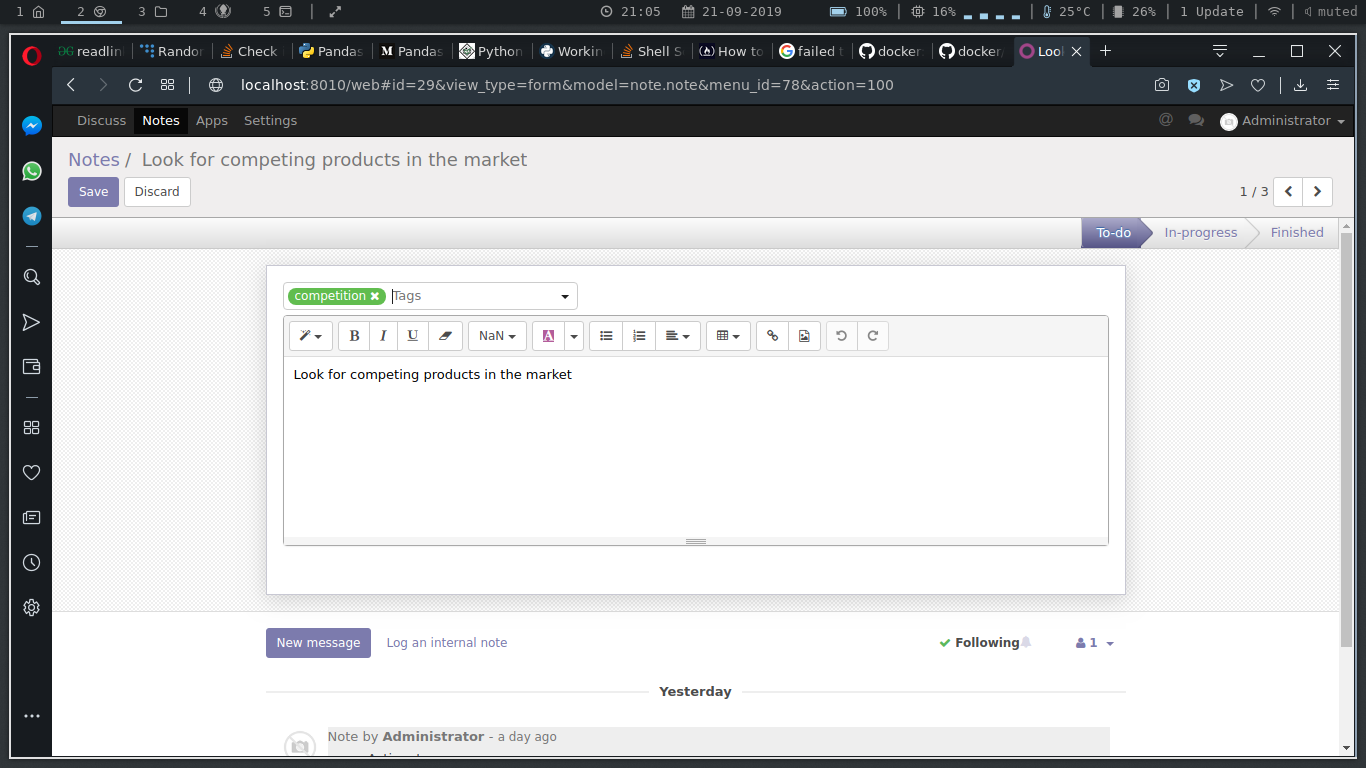 1 2 3 4 5 21:05 21-09-2019 100% 16% 25°C 26% 1 Update muted
readlin Randor Check Pandas Pandas Python Workin Shell S How to failed t docker docker/ Loo
localhost:8010/web#id=29&view_type=form&model=note.note&menu_id=78&action=100
Discuss Notes Apps Settings @ Administrator
Notes / Look for competing products in the market
Save Discard 1 / 3
To-do In-progress Finished
competition Tags
B I U NaN A
Look for competing products in the market
New message Log an internal note Following 1
Yesterday
Note by Administrator - a day ago